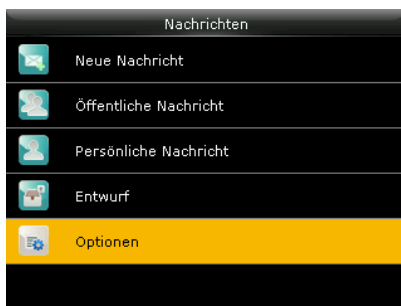 Nachrichten
Neue Nachricht
Öffentliche Nachricht
Persönliche Nachricht
Entwurf
Optionen